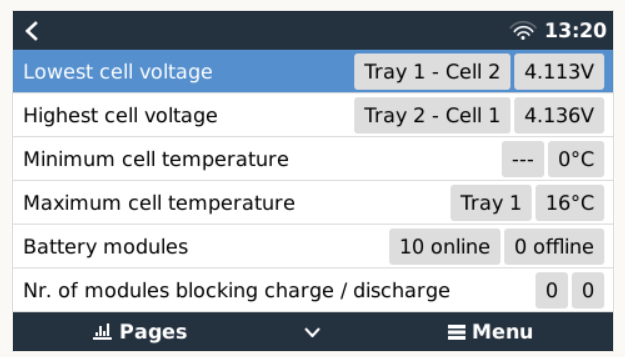 13:20
Lowest cell voltage Tray 1 - Cell 2 4.113V
Highest cell voltage Tray 2 - Cell 1 4.136V
Minimum cell temperature --- 0°C
Maximum cell temperature Tray 1 16°C
Battery modules 10 online 0 offline
Nr. of modules blocking charge / discharge 0 0
Pages Menu